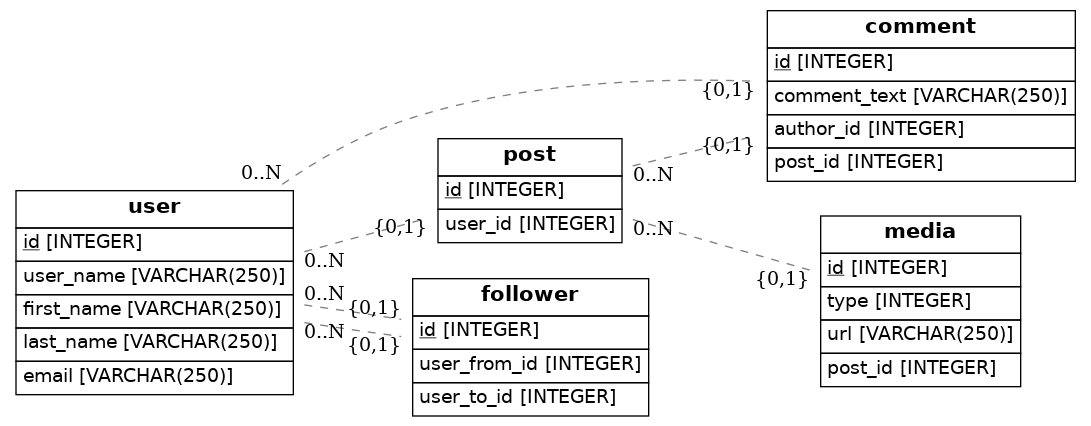 comment
id [INTEGER]
comment_text [VARCHAR(250)]
author_id [INTEGER]
post_id [INTEGER]
{0,1}
{0,1}
0..N
post
id [INTEGER]
user_id [INTEGER]
0..N
0..N
{0,1}
user
id [INTEGER]
user_name [VARCHAR(250)]
first_name [VARCHAR(250)]
last_name [VARCHAR(250)]
email [VARCHAR(250)]
0..N
0..N
0..N
{0,1}
{0,1}
follower
id [INTEGER]
user_from_id [INTEGER]
user_to_id [INTEGER]
{0,1}
media
id [INTEGER]
type [INTEGER]
url [VARCHAR(250)]
post_id [INTEGER]